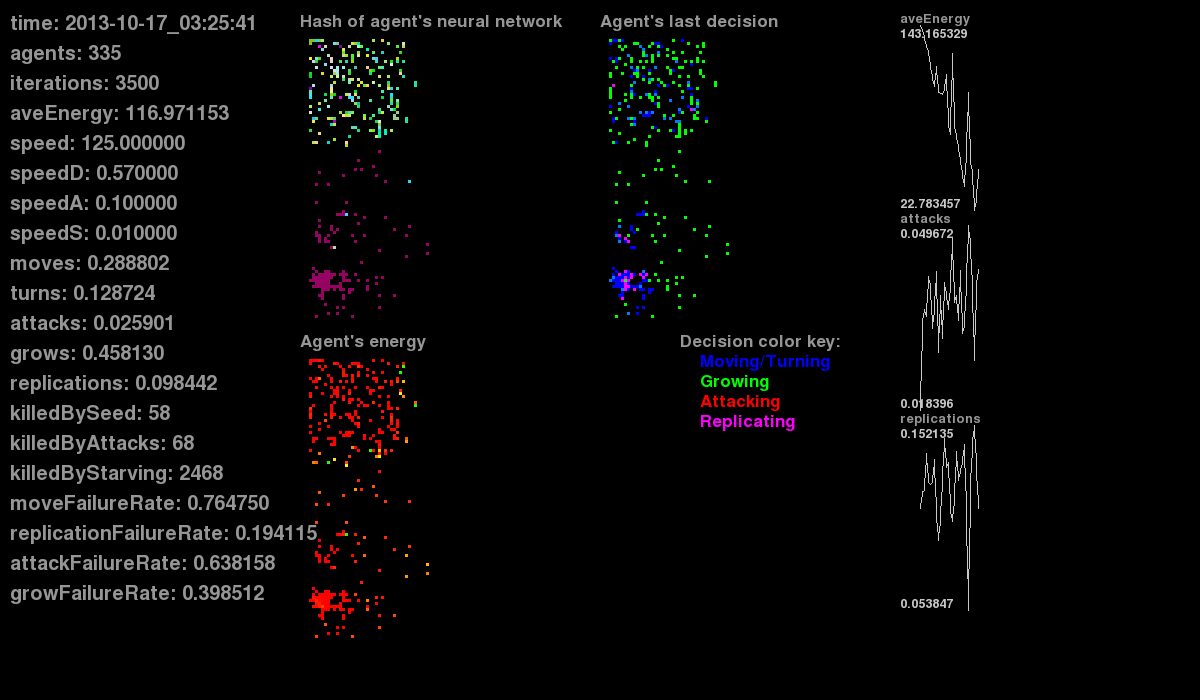 time: 2013-10-17_03:25:41
agents: 335
iterations: 3500
aveEnergy: 116.971153
speed: 125.000000
speedD: 0.570000
speedA: 0.100000
speedS: 0.010000
moves: 0.288802
turns: 0.128724
attacks: 0.025901
grows: 0.458130
replications: 0.098442
killedBySeed: 58
killedByAttacks: 68
killedByStarving: 2468
moveFailureRate: 0.764750
replicationFailureRate: 0.194115
attackFailureRate: 0.638158
growFailureRate: 0.398512
Hash of agent's neural network
Agent's last decision
Agent's energy
Decision color key:
Moving/Turning
Growing
Attacking
Replicating
aveEnergy
143.165329
22.783457
attacks
0.049672
0.018396
replications
0.152135
0.053847